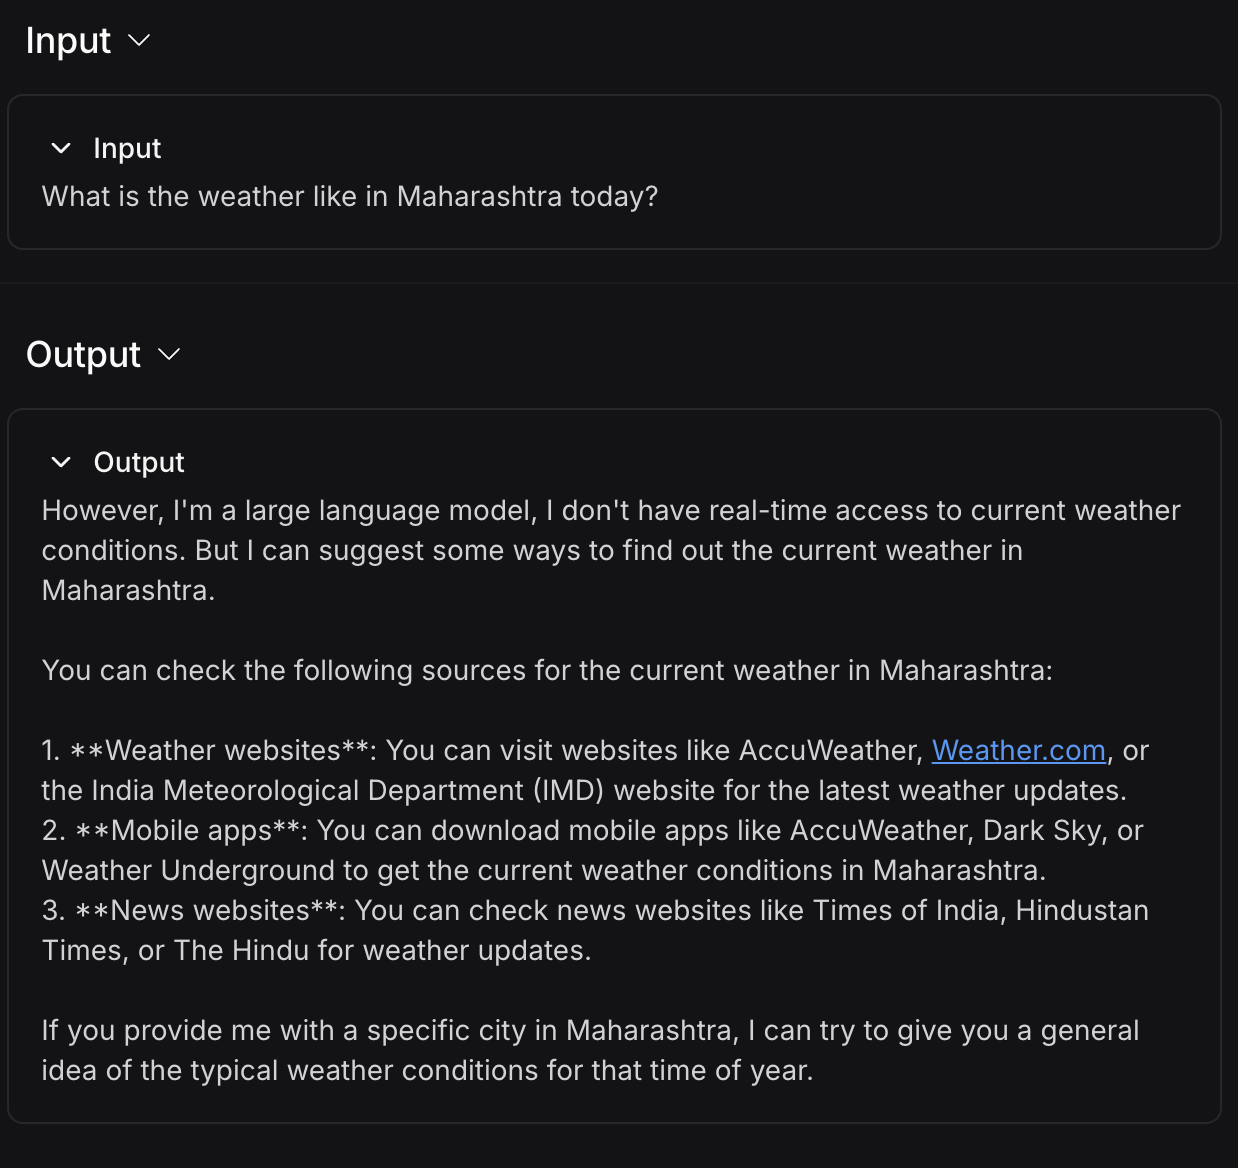 Input
Input
What is the weather like in Maharashtra today?
Output
Output
However, I'm a large language model, I don't have real-time access to current weather
conditions. But I can suggest some ways to find out the current weather in
Maharashtra.
You can check the following sources for the current weather in Maharashtra:
1. **Weather websites**: You can visit websites like AccuWeather, Weather.com, or
the India Meteorological Department (IMD) website for the latest weather updates.
2. **Mobile apps**: You can download mobile apps like AccuWeather, Dark Sky, or
Weather Underground to get the current weather conditions in Maharashtra.
3. **News websites**: You can check news websites like Times of India, Hindustan
Times, or The Hindu for weather updates.
If you provide me with a specific city in Maharashtra, I can try to give you a general
idea of the typical weather conditions for that time of year.